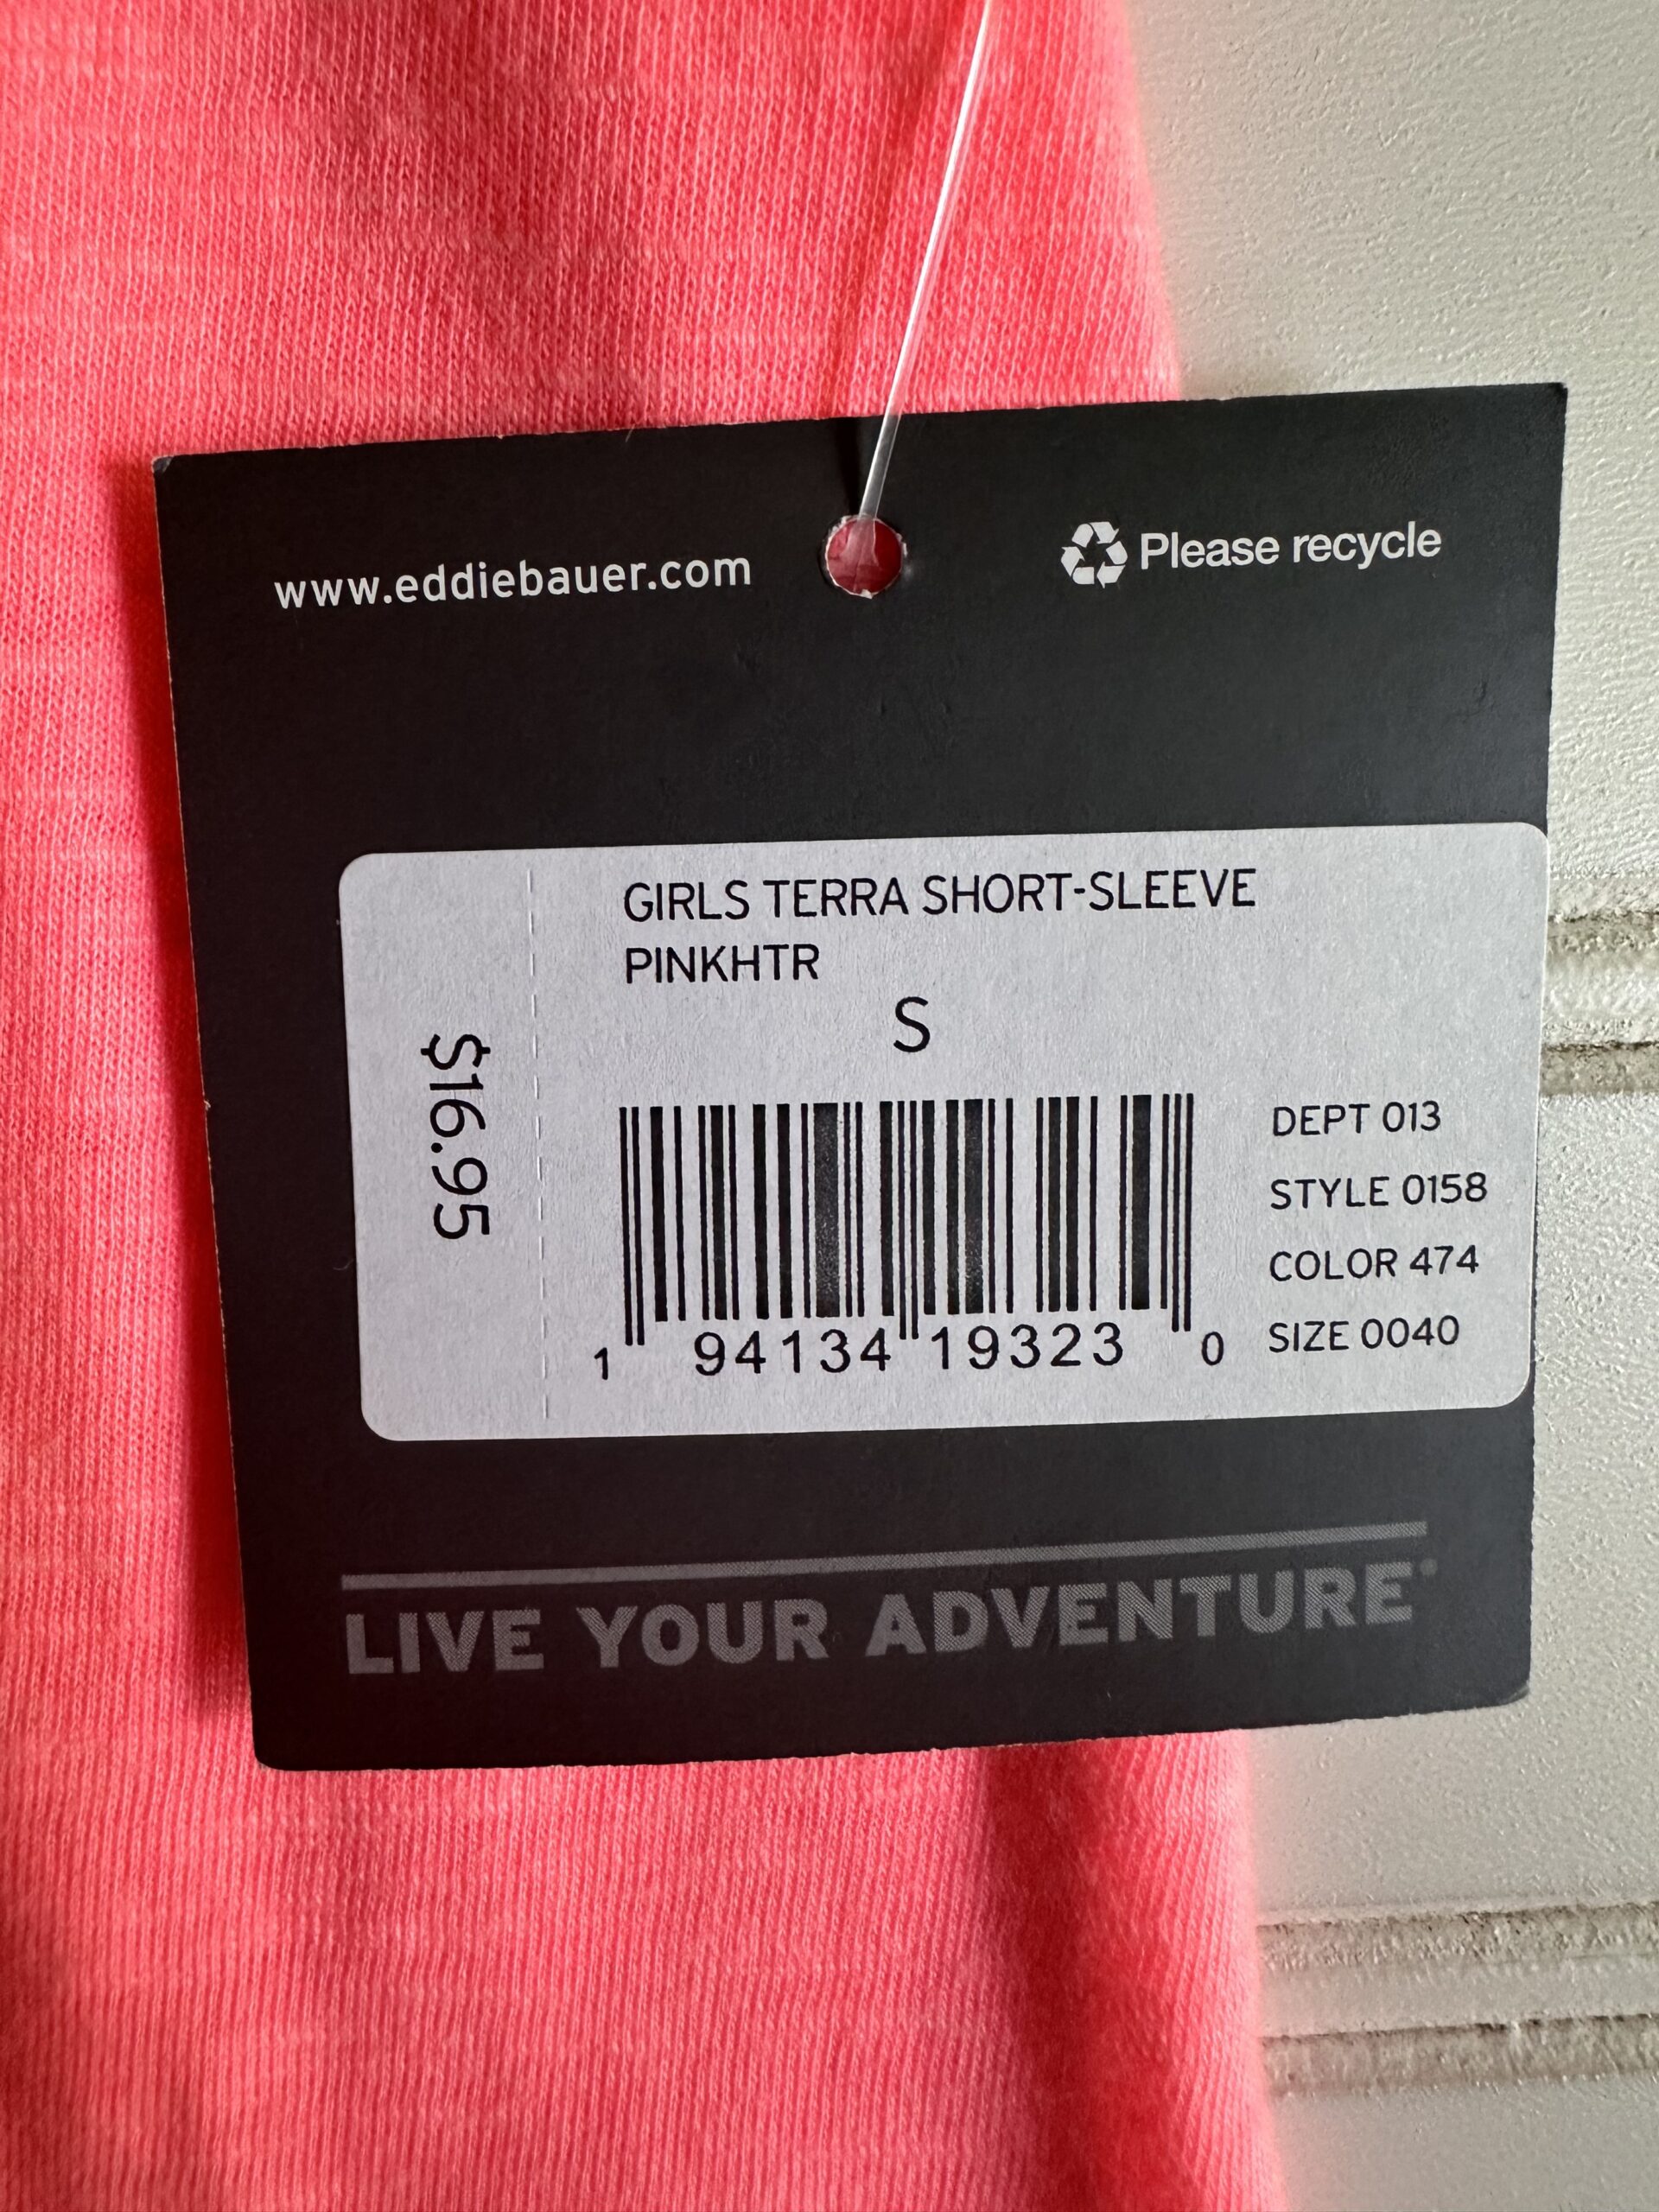 www.eddiebauer.com
Please recycle
GIRLS TERRA SHORT-SLEEVE
PINKHTR
S
$16.95
DEPT 013
STYLE 0158
COLOR 474
SIZE 0040
1 94134 19323 0
LIVE YOUR ADVENTURE